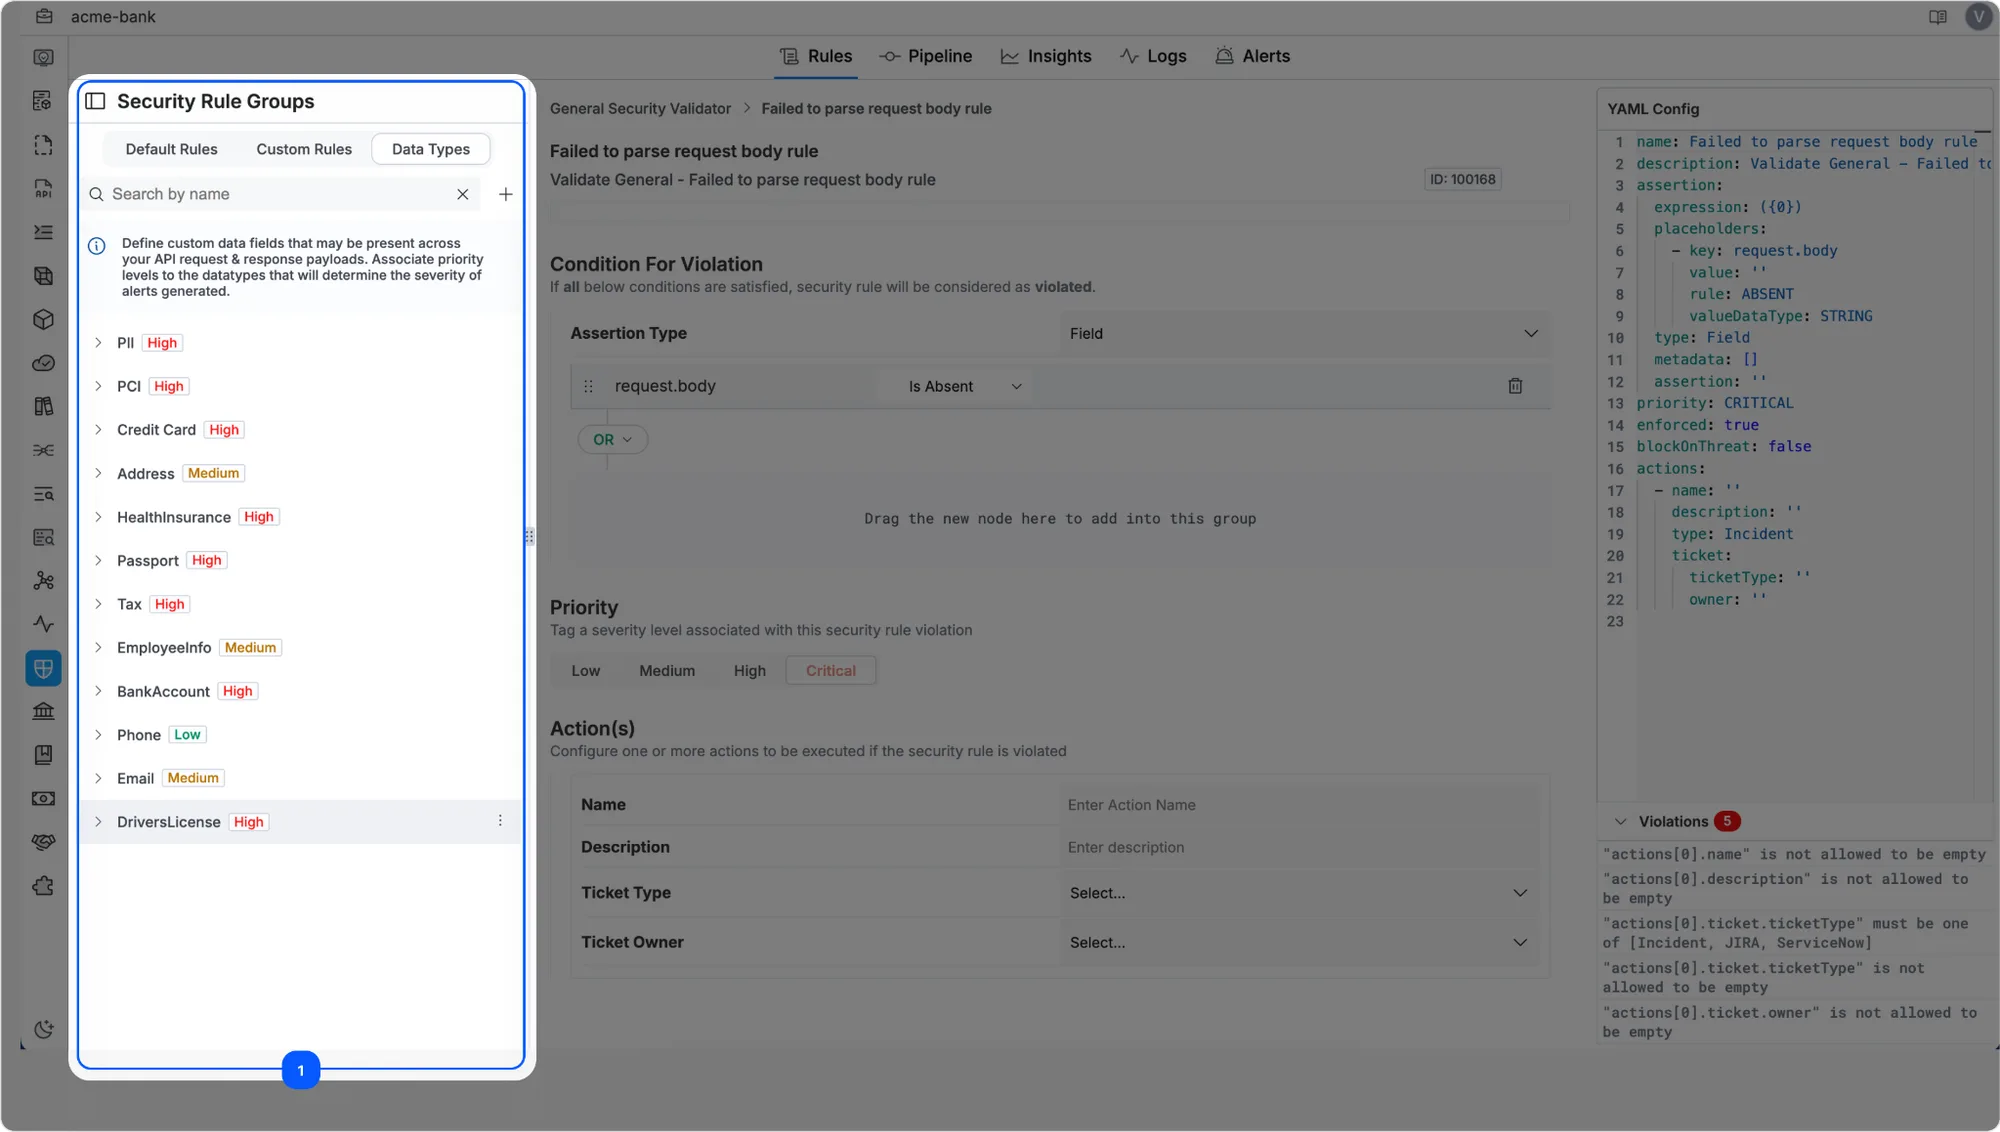 acme-bank
V
Rules
Pipeline
Insights
Logs
Alerts
Security Rule Groups
Default Rules
Custom Rules
Data Types
Search by name
Define custom data fields that may be present across
your API request & response payloads. Associate priority
levels to the datatypes that will determine the severity of
alerts generated.
PII High
PCI High
Credit Card High
Address Medium
HealthInsurance High
Passport High
Tax High
EmployeeInfo Medium
BankAccount High
Phone Low
Email Medium
DriversLicense High
1
API
General Security Validator > Failed to parse request body rule
Failed to parse request body rule
Validate General - Failed to parse request body rule
ID: 100168
Condition For Violation
If all below conditions are satisfied, security rule will be considered as violated.
Assertion Type
Field
request.body
Is Absent
OR
Drag the new node here to add into this group
Priority
Tag a severity level associated with this security rule violation
Low
Medium
High
Critical
Action(s)
Configure one or more actions to be executed if the security rule is violated
Name
Enter Action Name
Description
Enter description
Ticket Type
Select...
Ticket Owner
Select...
YAML Config
1 name: Failed to parse request body rule
2 description: Validate General - Failed to
3 assertion:
4 expression: ({0})
5 placeholders:
6 - key: request.body
7 value: ''
8 rule: ABSENT
9 valueDataType: STRING
10 type: Field
11 metadata: []
12 assertion: ''
13 priority: CRITICAL
14 enforced: true
15 blockOnThreat: false
16 actions:
17 - name: ''
18 description: ''
19 type: Incident
20 ticket:
21 ticketType: ''
22 owner: ''
23
Violations 5
"actions[0].name" is not allowed to be empty
"actions[0].description" is not allowed to
be empty
"actions[0].ticket.ticketType" must be one
of [Incident, JIRA, ServiceNow]
"actions[0].ticket.ticketType" is not
allowed to be empty
"actions[0].ticket.owner" is not allowed to
be empty